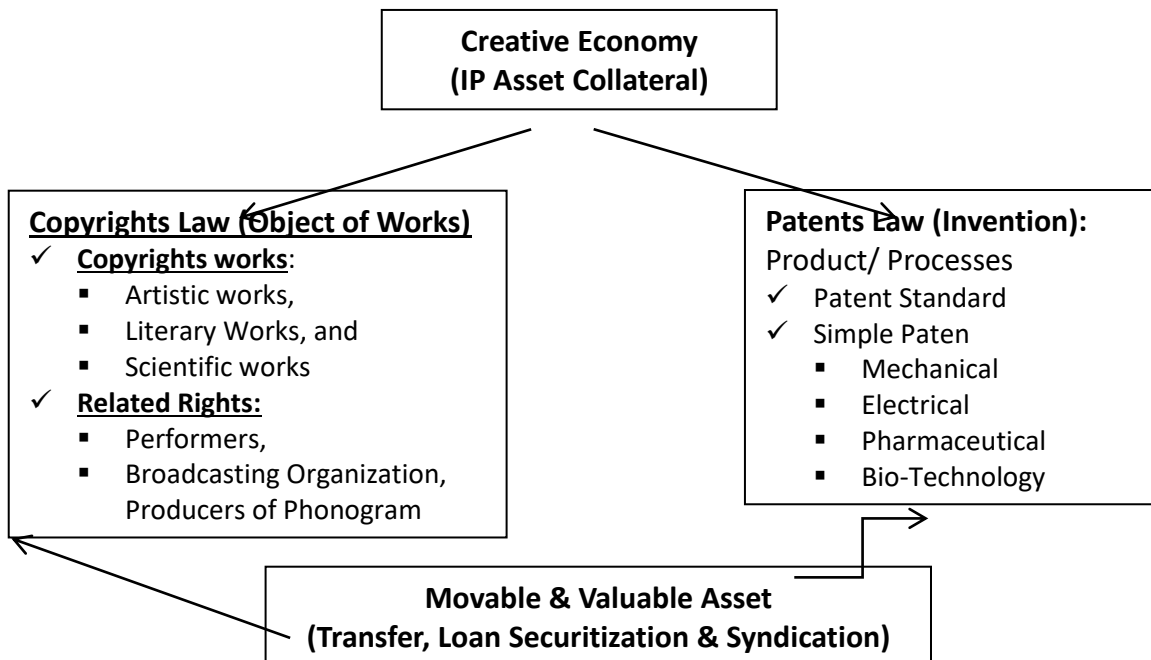 Creative Economy
(IP Asset Collateral)
Copyrights Law (Object of Works)
✓ Copyrights works:
▪ Artistic works,
▪ Literary Works, and
▪ Scientific works
✓ Related Rights:
▪ Performers,
▪ Broadcasting Organization,
Producers of Phonogram
Patents Law (Invention):
Product/ Processes
✓ Patent Standard
✓ Simple Paten
▪ Mechanical
▪ Electrical
▪ Pharmaceutical
▪ Bio-Technology
Movable & Valuable Asset
(Transfer, Loan Securitization & Syndication)